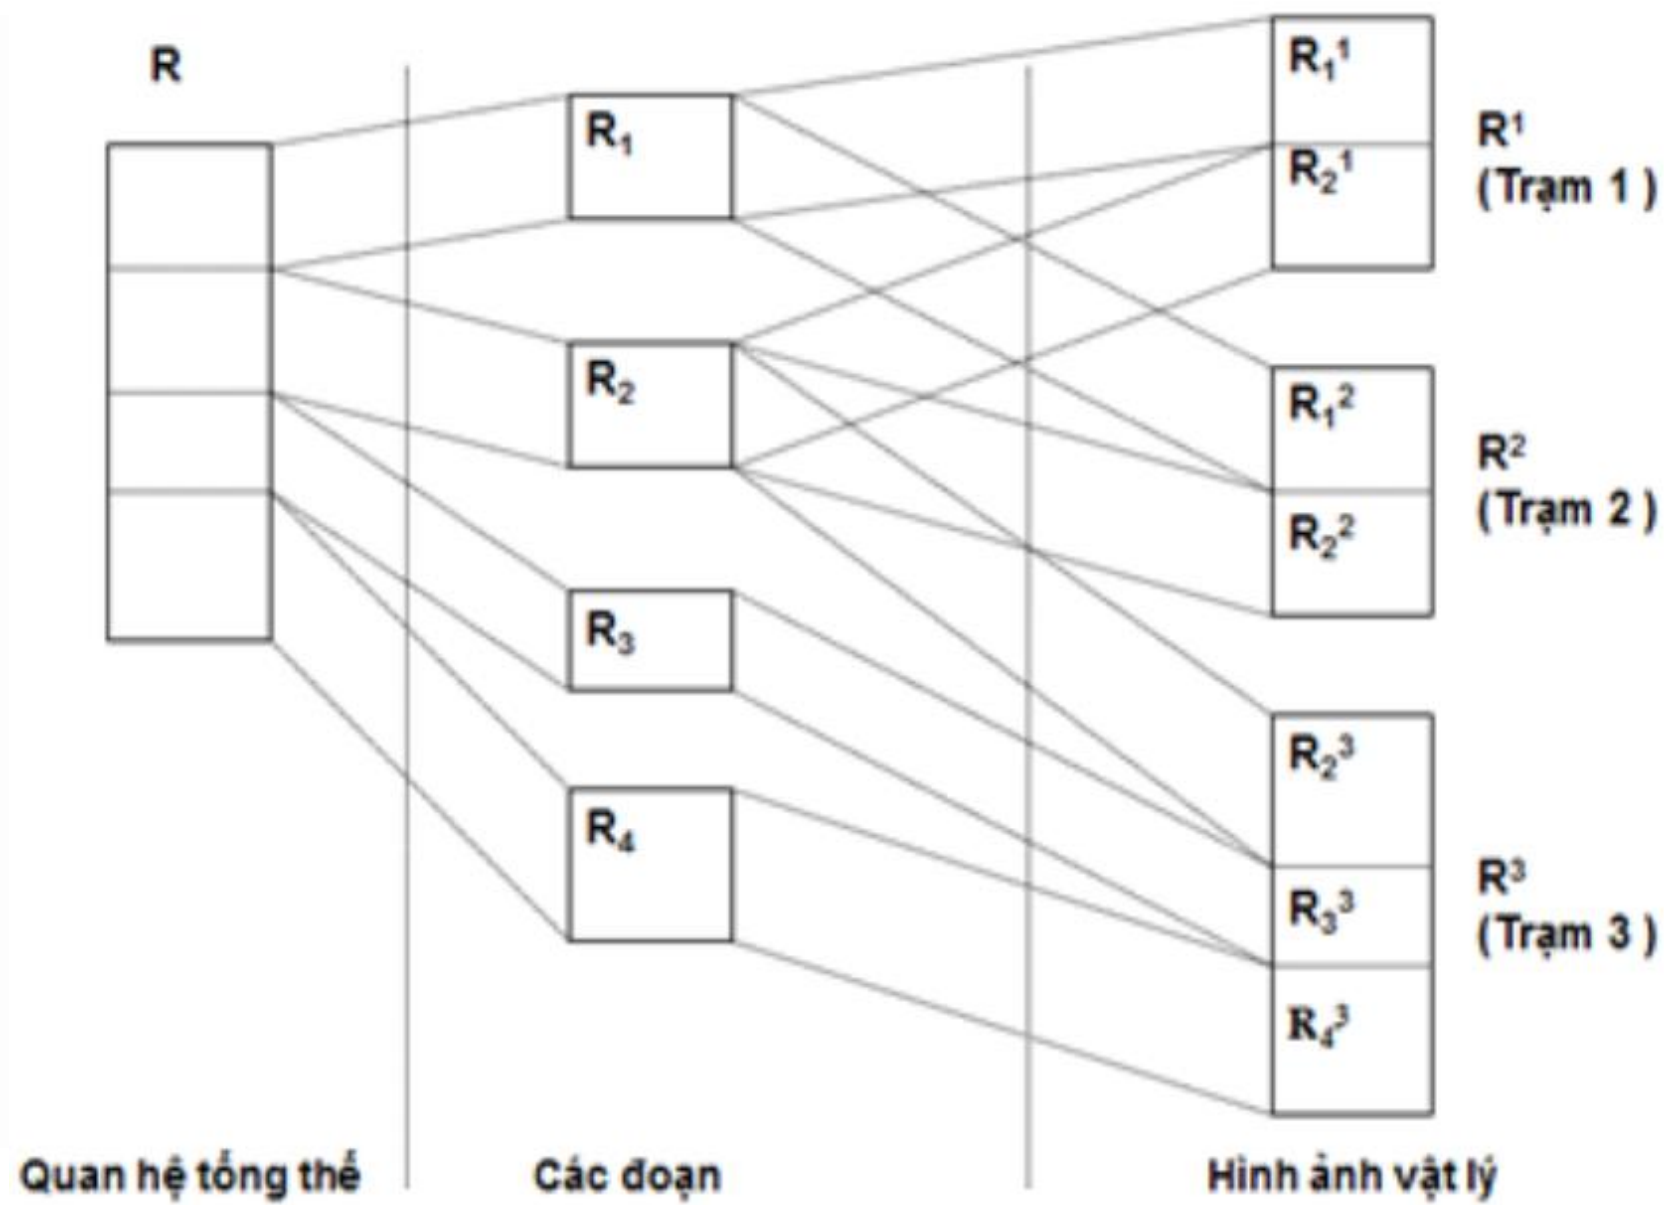 R
R₁
R₂
R₃
R₄
R₁¹
R₂¹
R¹
(Trạm 1 )
R₁²
R₂²
R²
(Trạm 2 )
R₂³
R₃³
R₄³
R³
(Trạm 3 )
Quan hệ tổng thể
Các đoạn
Hình ảnh vật lý